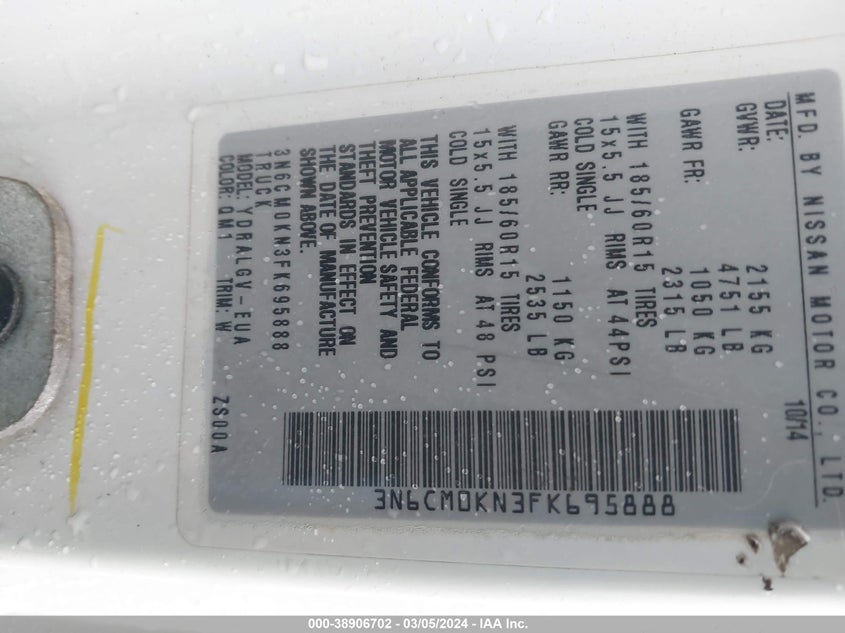 MFD. BY NISSAN MOTOR CO., LTD.
DATE: 10/14
GVWR: 2155 KG
4751 LB
GAWR FR: 1050 KG
2315 LB
WITH 185/60R15 TIRES
15x5.5 JJ RIMS AT 44PSI
COLD SINGLE
GAWR RR: 1150 KG
2535 LB
WITH 185/60R15 TIRES
15x5.5 JJ RIMS AT 48 PSI
COLD SINGLE
THIS VEHICLE CONFORMS TO
ALL APPLICABLE FEDERAL
MOTOR VEHICLE SAFETY AND
THEFT PREVENTION
STANDARDS IN EFFECT ON
THE DATE OF MANUFACTURE
SHOWN ABOVE.
3N6CM0KN3FK695888
TRUCK
MODEL: YDRALGV-EUA
COLOR: QM1 TRIM: W ZS00A
3N6CM0KN3FK695888
000-38906702 - 03/05/2024 - IAA Inc.